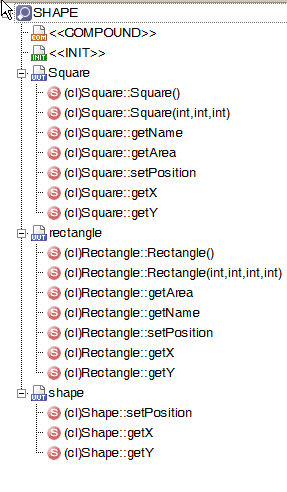 SHAPE
<<COMPOUND>>
<<INIT>>
Square
(cl)Square::Square()
(cl)Square::Square(int,int,int)
(cl)Square::getName
(cl)Square::getArea
(cl)Square::setPosition
(cl)Square::getX
(cl)Square::getY
rectangle
(cl)Rectangle::Rectangle()
(cl)Rectangle::Rectangle(int,int,int,int)
(cl)Rectangle::getArea
(cl)Rectangle::getName
(cl)Rectangle::setPosition
(cl)Rectangle::getX
(cl)Rectangle::getY
shape
(cl)Shape::setPosition
(cl)Shape::getX
(cl)Shape::getY